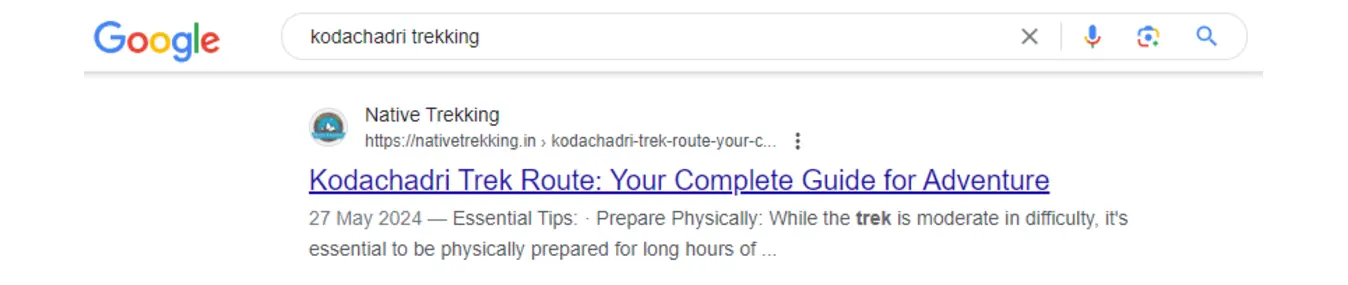 Google
kodachadri trekking
Native Trekking
https://nativetrekking.in › kodachadri-trek-route-your-c...
Kodachadri Trek Route: Your Complete Guide for Adventure
27 May 2024 — Essential Tips: · Prepare Physically: While the trek is moderate in difficulty, it's
essential to be physically prepared for long hours of ...